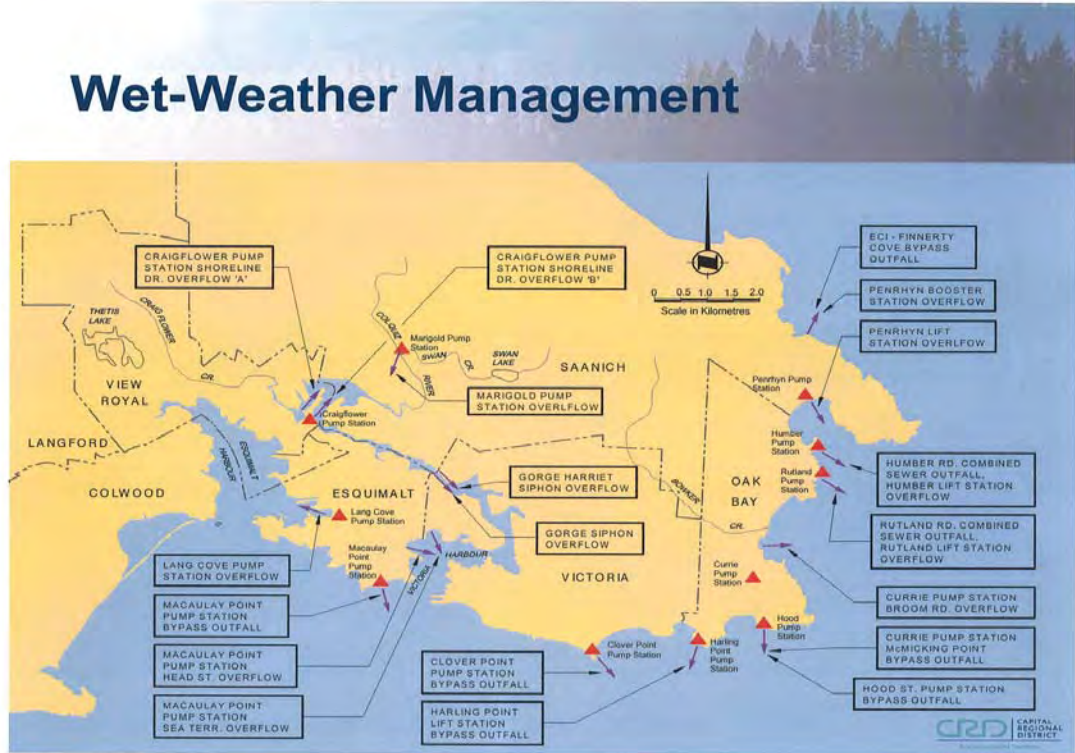 Wet-Weather Management
CRAIGFLOWER PUMP
STATION SHORELINE
DR. OVERFLOW 'A'
CRAIGFLOWER PUMP
STATION SHORELINE
DR. OVERFLOW 'B'
ECI - FINNERTY
COVE BYPASS
OUTFALL
PENRHYN BOOSTER
STATION OVERFLOW
PENRHYN LIFT
STATION OVERLFOW
0 0.5 1.0 2.0
Scale in Kilometres
THETIS
LAKE
CRAIG FLOWER
CR.
COLQUIZ
RIVER
Marigold Pump
Station
SWAN
CR.
SWAN
LAKE
SAANICH
VIEW
ROYAL
MARIGOLD PUMP
STATION OVERLFLOW
Craigflower
Pump Station
Penrhyn Pump
Station
Humber
Pump
Station
Rutland
Pump
Station
LANGFORD
COLWOOD
ESQUIMALT
HARBOUR
ESQUIMALT
Lang Cove
Pump Station
GORGE HARRIET
SIPHON OVERFLOW
GORGE SIPHON
OVERFLOW
BOWKER
CR.
OAK
BAY
HUMBER RD. COMBINED
SEWER OUTFALL,
HUMBER LIFT STATION
OVERFLOW
RUTLAND RD. COMBINED
SEWER OUTFALL,
RUTLAND LIFT STATION
OVERFLOW
Macaulay
Point
Pump
Station
VICTORIA
HARBOUR
VICTORIA
Currie
Pump
Station
Hood
Pump
Station
LANG COVE PUMP
STATION OVERFLOW
MACAULAY POINT
PUMP STATION
BYPASS OUTFALL
MACAULAY POINT
PUMP STATION
HEAD ST. OVERFLOW
MACAULAY POINT
PUMP STATION
SEA TERR. OVERFLOW
Clover Point
Pump Station
Harling
Point
Pump
Station
CLOVER POINT
PUMP STATION
BYPASS OUTFALL
HARLING POINT
LIFT STATION
BYPASS OUTFALL
CURRIE PUMP STATION
BROOM RD. OVERFLOW
CURRIE PUMP STATION
McMICKING POINT
BYPASS OUTFALL
HOOD ST. PUMP STATION
BYPASS OUTFALL
CRD
CAPITAL
REGIONAL
DISTRICT